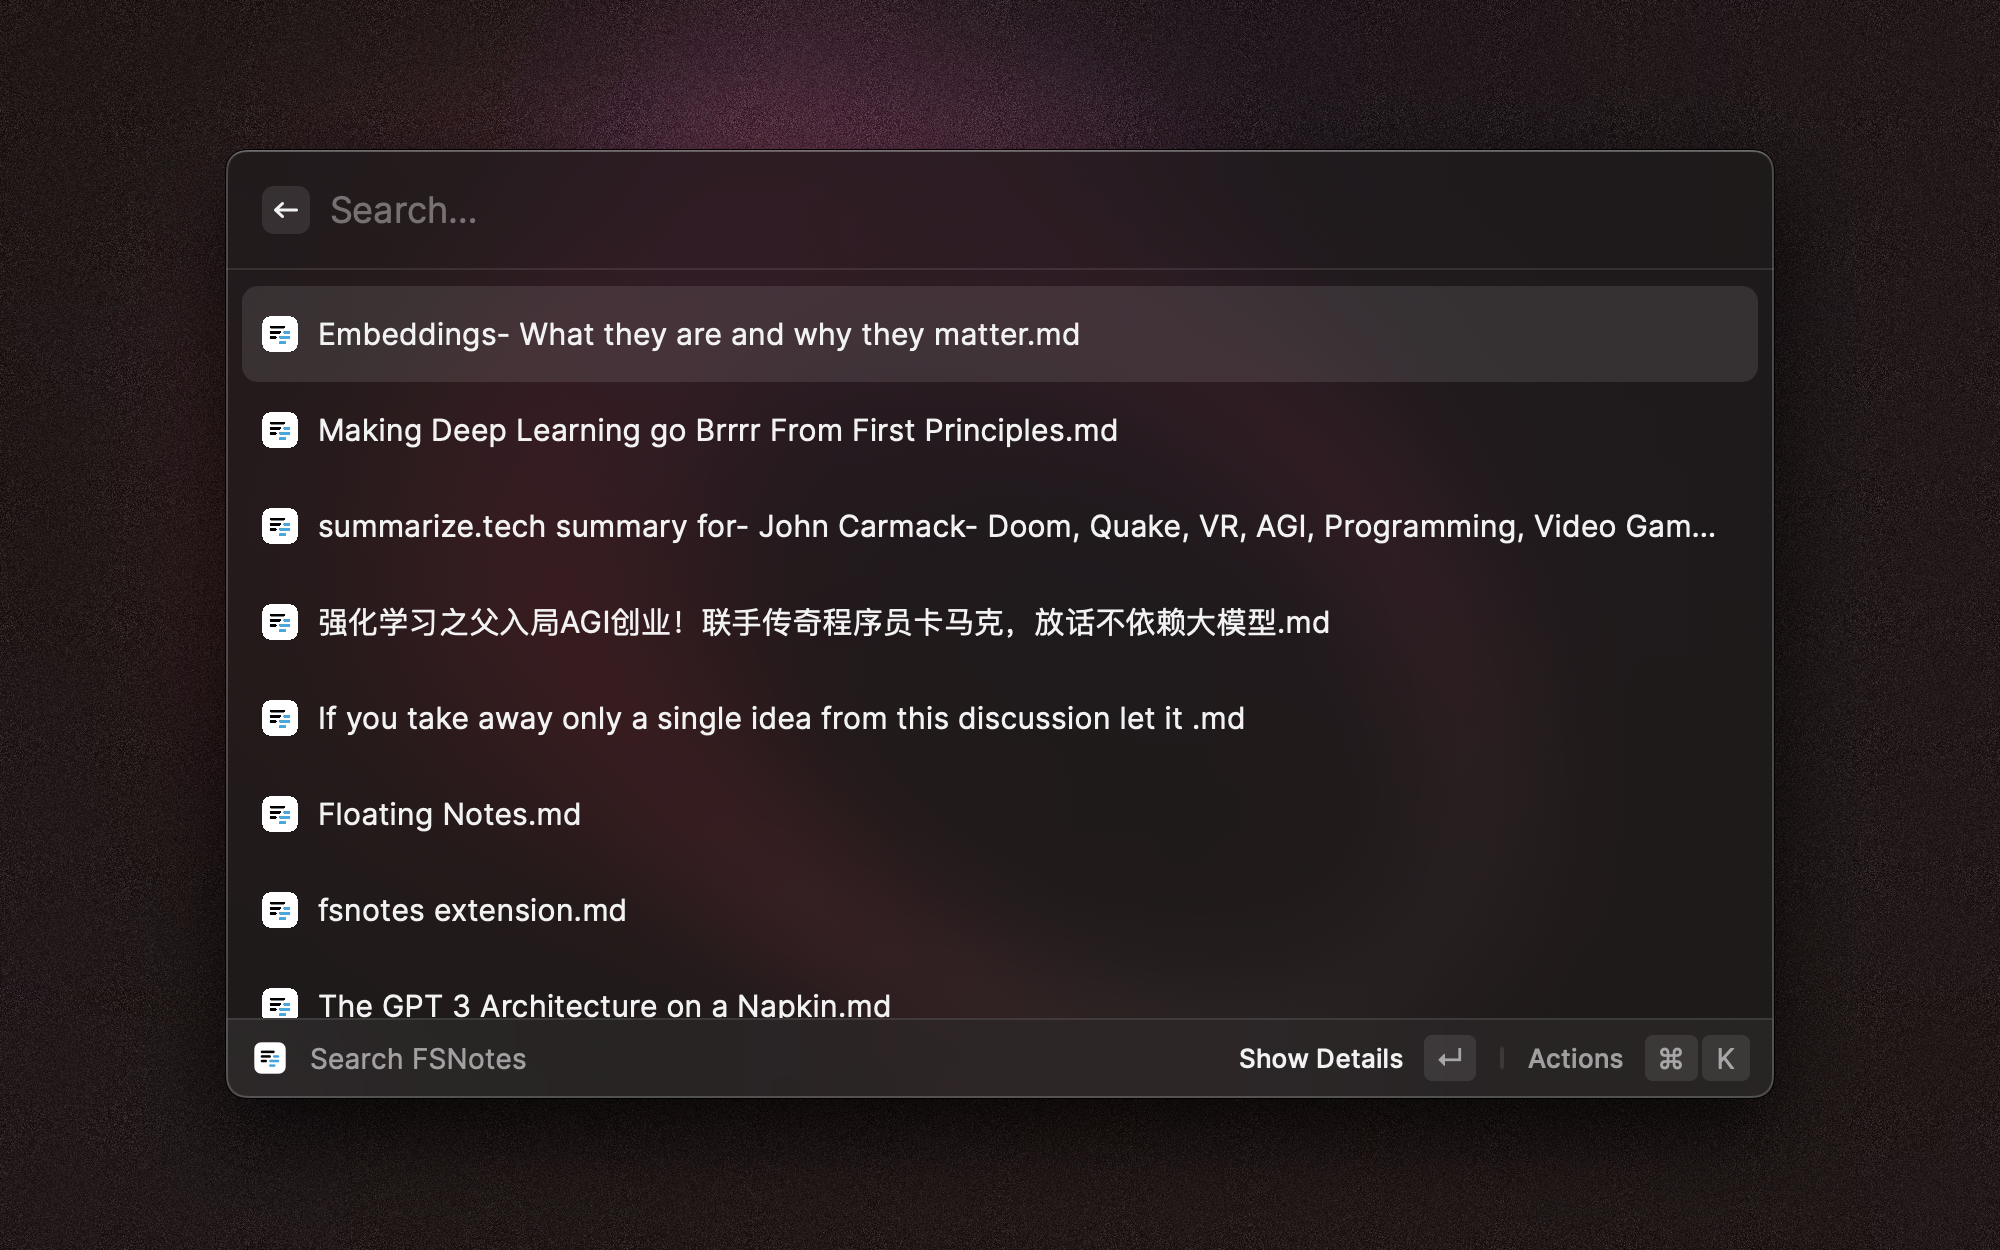 Search...
Embeddings- What they are and why they matter.md
Making Deep Learning go Brrrr From First Principles.md
summarize.tech summary for- John Carmack- Doom, Quake, VR, AGI, Programming, Video Gam...
强化学习之父入局AGI创业！联手传奇程序员卡马克，放话不依赖大模型.md
If you take away only a single idea from this discussion let it .md
Floating Notes.md
fsnotes extension.md
The GPT 3 Architecture on a Napkin.md
Search FSNotes Show Details ↵ Actions ⌘ K